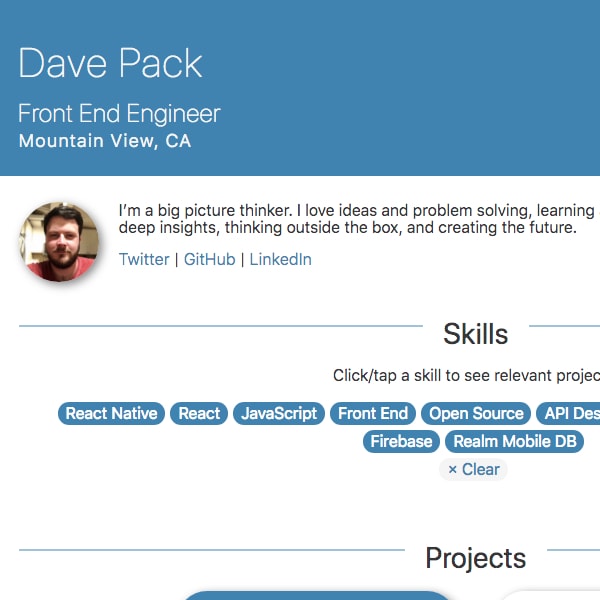 Dave Pack
Front End Engineer
Mountain View, CA
I’m a big picture thinker. I love ideas and problem solving, learning
deep insights, thinking outside the box, and creating the future.
Twitter | GitHub | LinkedIn
Skills
Click/tap a skill to see relevant projec
React Native React JavaScript Front End Open Source API Des
Firebase Realm Mobile DB
× Clear
Projects